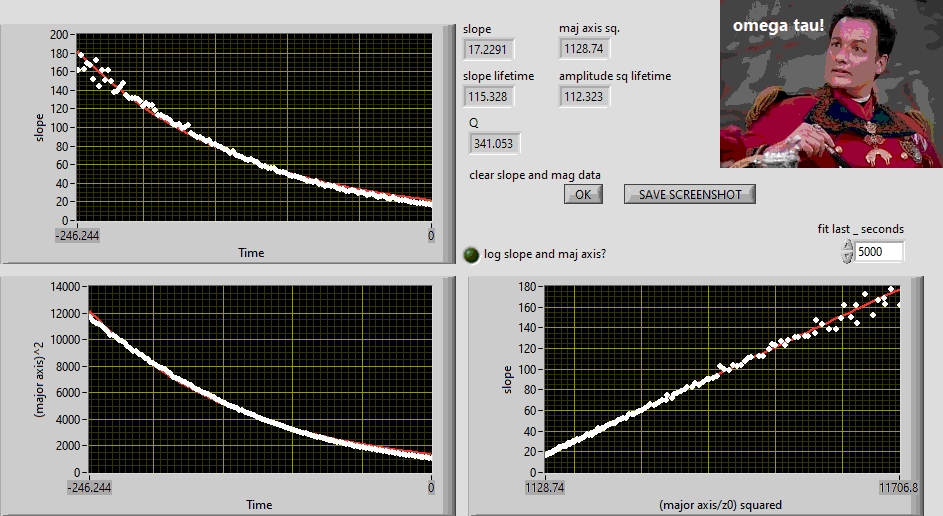 omega tau!
slope
maj axis sq.
17.2291
1128.74
slope lifetime
amplitude sq lifetime
115.328
112.323
Q
341.053
clear slope and mag data
OK
SAVE SCREENSHOT
fit last _ seconds
5000
log slope and maj axis?
200
180
160
140
120
100
80
60
40
20
0
slope
-246.244
0
Time
14000
12000
10000
8000
6000
4000
2000
0
(major axis)^2
-246.244
0
Time
180
160
140
120
100
80
60
40
20
0
slope
1128.74
11706.8
(major axis/z0) squared